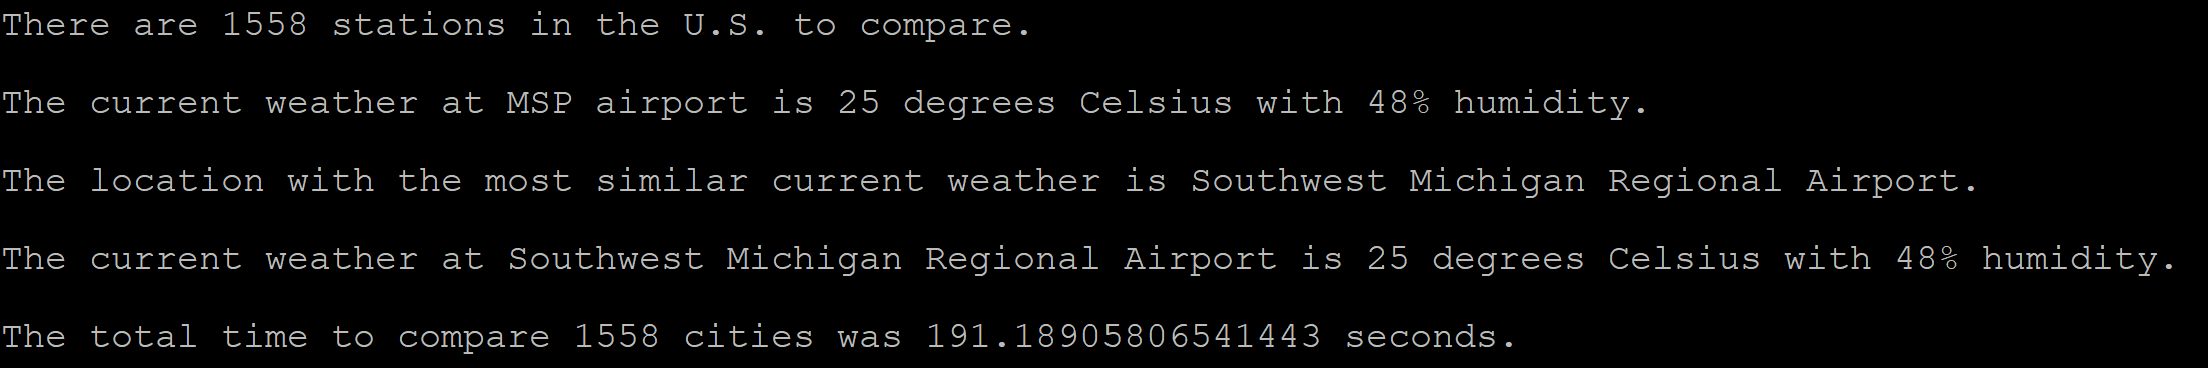 There are 1558 stations in the U.S. to compare.
The current weather at MSP airport is 25 degrees Celsius with 48% humidity.
The location with the most similar current weather is Southwest Michigan Regional Airport.
The current weather at Southwest Michigan Regional Airport is 25 degrees Celsius with 48% humidity.
The total time to compare 1558 cities was 191.18905806541443 seconds.